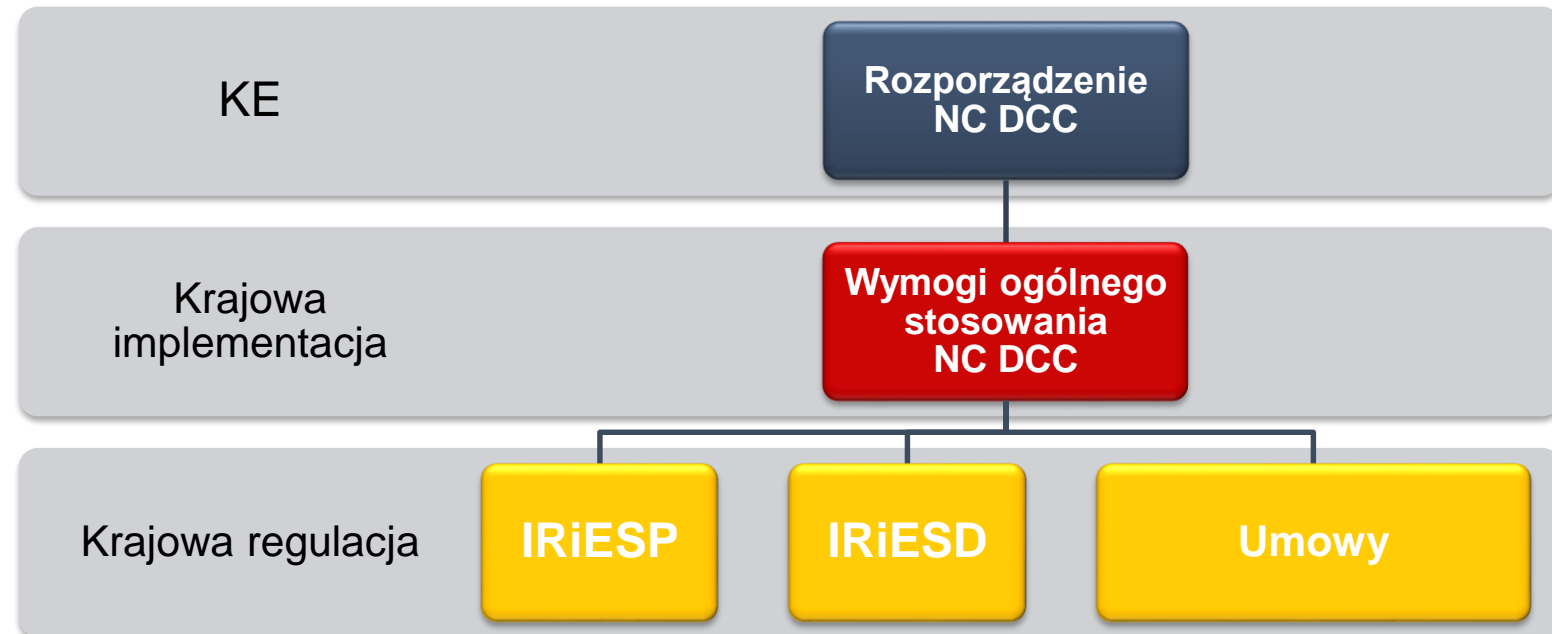 KE
Rozporządzenie
NC DCC
Krajowa
implementacja
Wymogi ogólnego
stosowania
NC DCC
Krajowa regulacja
IRiESP
IRiESD
Umowy